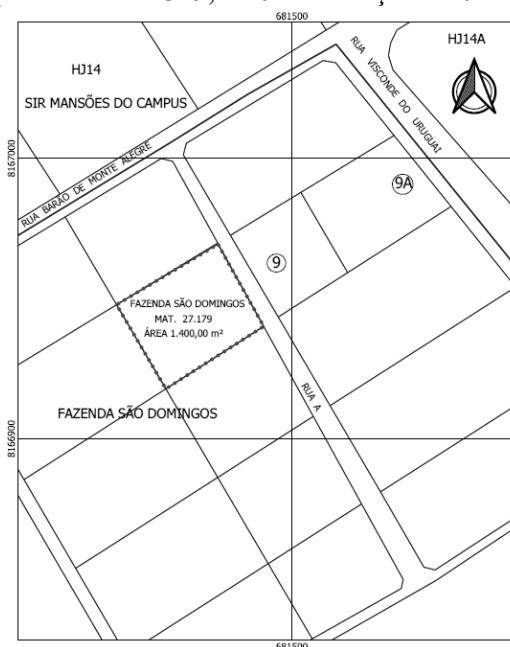 681500
HJ14
SIR MANSÕES DO CAMPUS
HJ14A
RUA VISCONDE DO URUGUAI
8167000
RUA BARÃO DE MONTE ALEGRE
9A
9
FAZENDA SÃO DOMINGOS
MAT. 27.179
ÁREA 1.400,00 m²
RUA A
FAZENDA SÃO DOMINGOS
8166900
681500